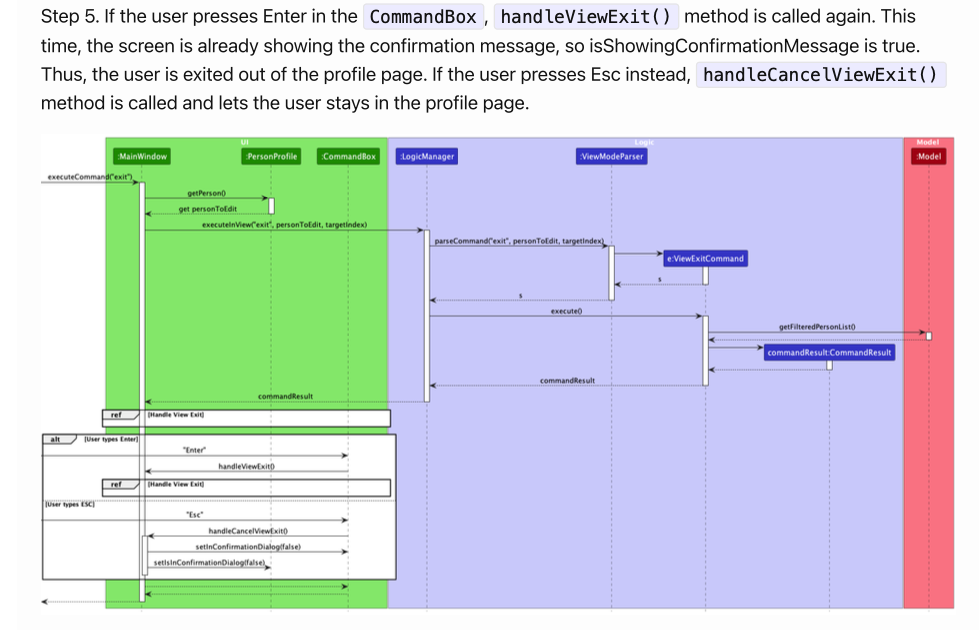 Step 5. If the user presses Enter in the CommandBox , handleViewExit() method is called again. This
time, the screen is already showing the confirmation message, so isShowingConfirmationMessage is true.
Thus, the user is exited out of the profile page. If the user presses Esc instead, handleCancelViewExit()
method is called and lets the user stays in the profile page.
UI
Logic
Model
:MainWindow
:PersonProfile
:CommandBox
:LogicManager
:ViewModeParser
:Model
executeCommand("exit")
getPerson()
get personToEdit
executeInView("exit", personToEdit, targetIndex)
parseCommand("exit", personToEdit, targetIndex)
e:ViewExitCommand
s
s
execute()
getFilteredPersonList()
commandResult:CommandResult
commandResult
commandResult
ref [Handle View Exit]
alt [User types Enter]
"Enter"
handleViewExit()
ref [Handle View Exit]
[User types ESC]
"Esc"
handleCancelViewExit()
setInConfirmationDialog(false)
setIsInConfirmationDialog(false)